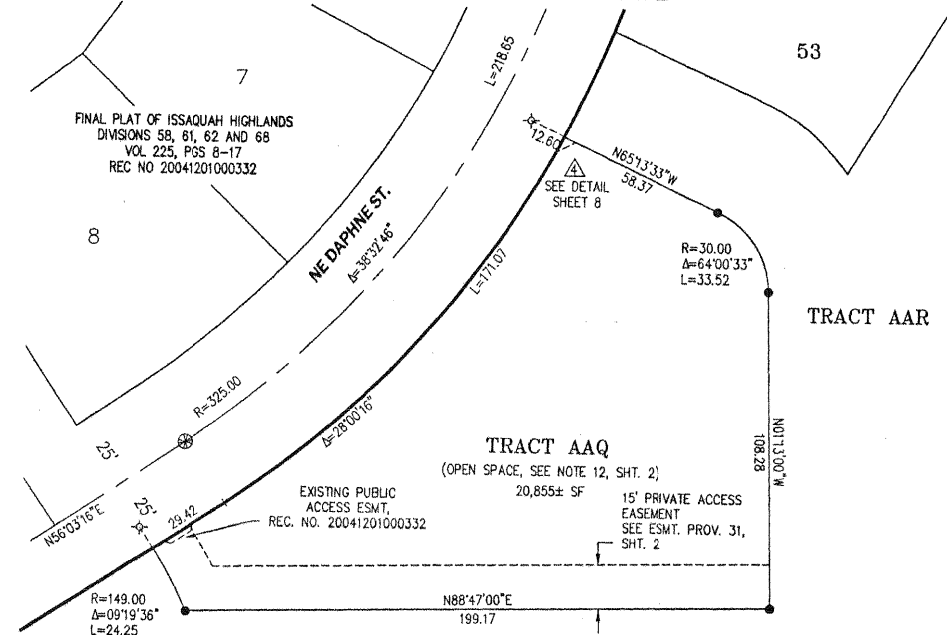 L=218.65
53
7
FINAL PLAT OF ISSAQUAH HIGHLANDS
DIVISIONS 58, 61, 62 AND 68
VOL 225, PGS 8-17
REC NO 20041201000332
12.60
N65°13'33"W
58.37
4
SEE DETAIL
SHEET 8
8
NE DAPHNE ST.
Δ=38°32'46"
R=30.00
Δ=64°00'33"
L=33.52
L=171.07
TRACT AAR
R=325.00
Δ=28°00'16"
25'
TRACT AAQ
(OPEN SPACE, SEE NOTE 12, SHT. 2)
20,855± SF
N01°13'00"W
108.28
EXISTING PUBLIC
ACCESS ESMT,
REC. NO. 20041201000332
15' PRIVATE ACCESS
EASEMENT
SEE ESMT. PROV. 31,
SHT. 2
25'
29.42
N56°03'16"E
R=149.00
Δ=09°19'36"
L=24.25
N88°47'00"E
199.17